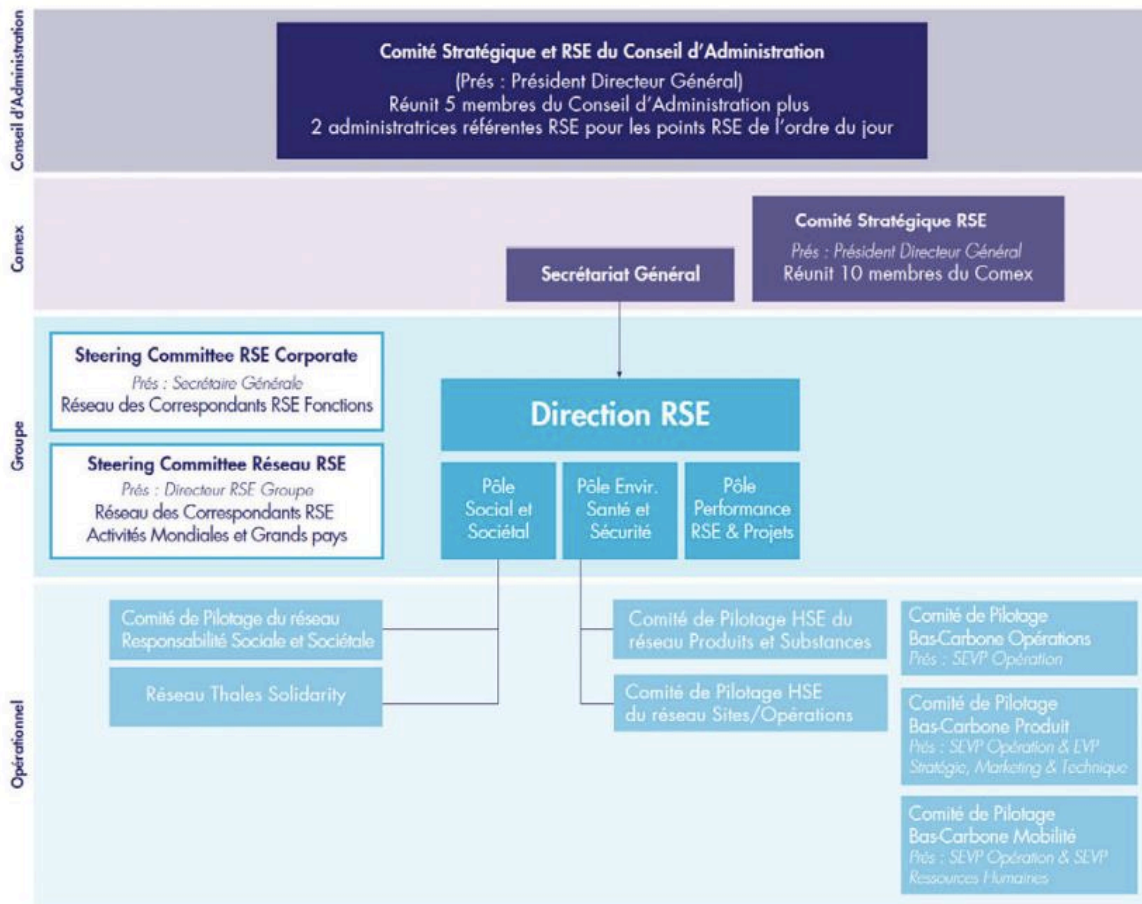 Conseil d'Administration
Comité Stratégique et RSE du Conseil d'Administration
(Prés : Président Directeur Général)
Réunit 5 membres du Conseil d'Administration plus
2 administratrices référentes RSE pour les points RSE de l'ordre du jour
Comex
Secrétariat Général
Comité Stratégique RSE
Prés : Président Directeur Général
Réunit 10 membres du Comex
Groupe
Steering Committee RSE Corporate
Prés : Secrétaire Générale
Réseau des Correspondants RSE Fonctions
Steering Committee Réseau RSE
Prés : Directeur RSE Groupe
Réseau des Correspondants RSE
Activités Mondiales et Grands pays
Direction RSE
Pôle
Social et
Sociétal
Pôle Envir.
Santé et
Sécurité
Pôle
Performance
RSE & Projets
Opérationnel
Comité de Pilotage du réseau
Responsabilité Sociale et Sociétale
Réseau Thales Solidarity
Comité de Pilotage HSE du
réseau Produits et Substances
Comité de Pilotage HSE
du réseau Sites/Opérations
Comité de Pilotage
Bas-Carbone Opérations
Prés : SEVP Opération
Comité de Pilotage
Bas-Carbone Produit
Prés : SEVP Opération & EVP
Stratégie, Marketing & Technique
Comité de Pilotage
Bas-Carbone Mobilité
Prés : SEVP Opération & SEVP
Ressources Humaines